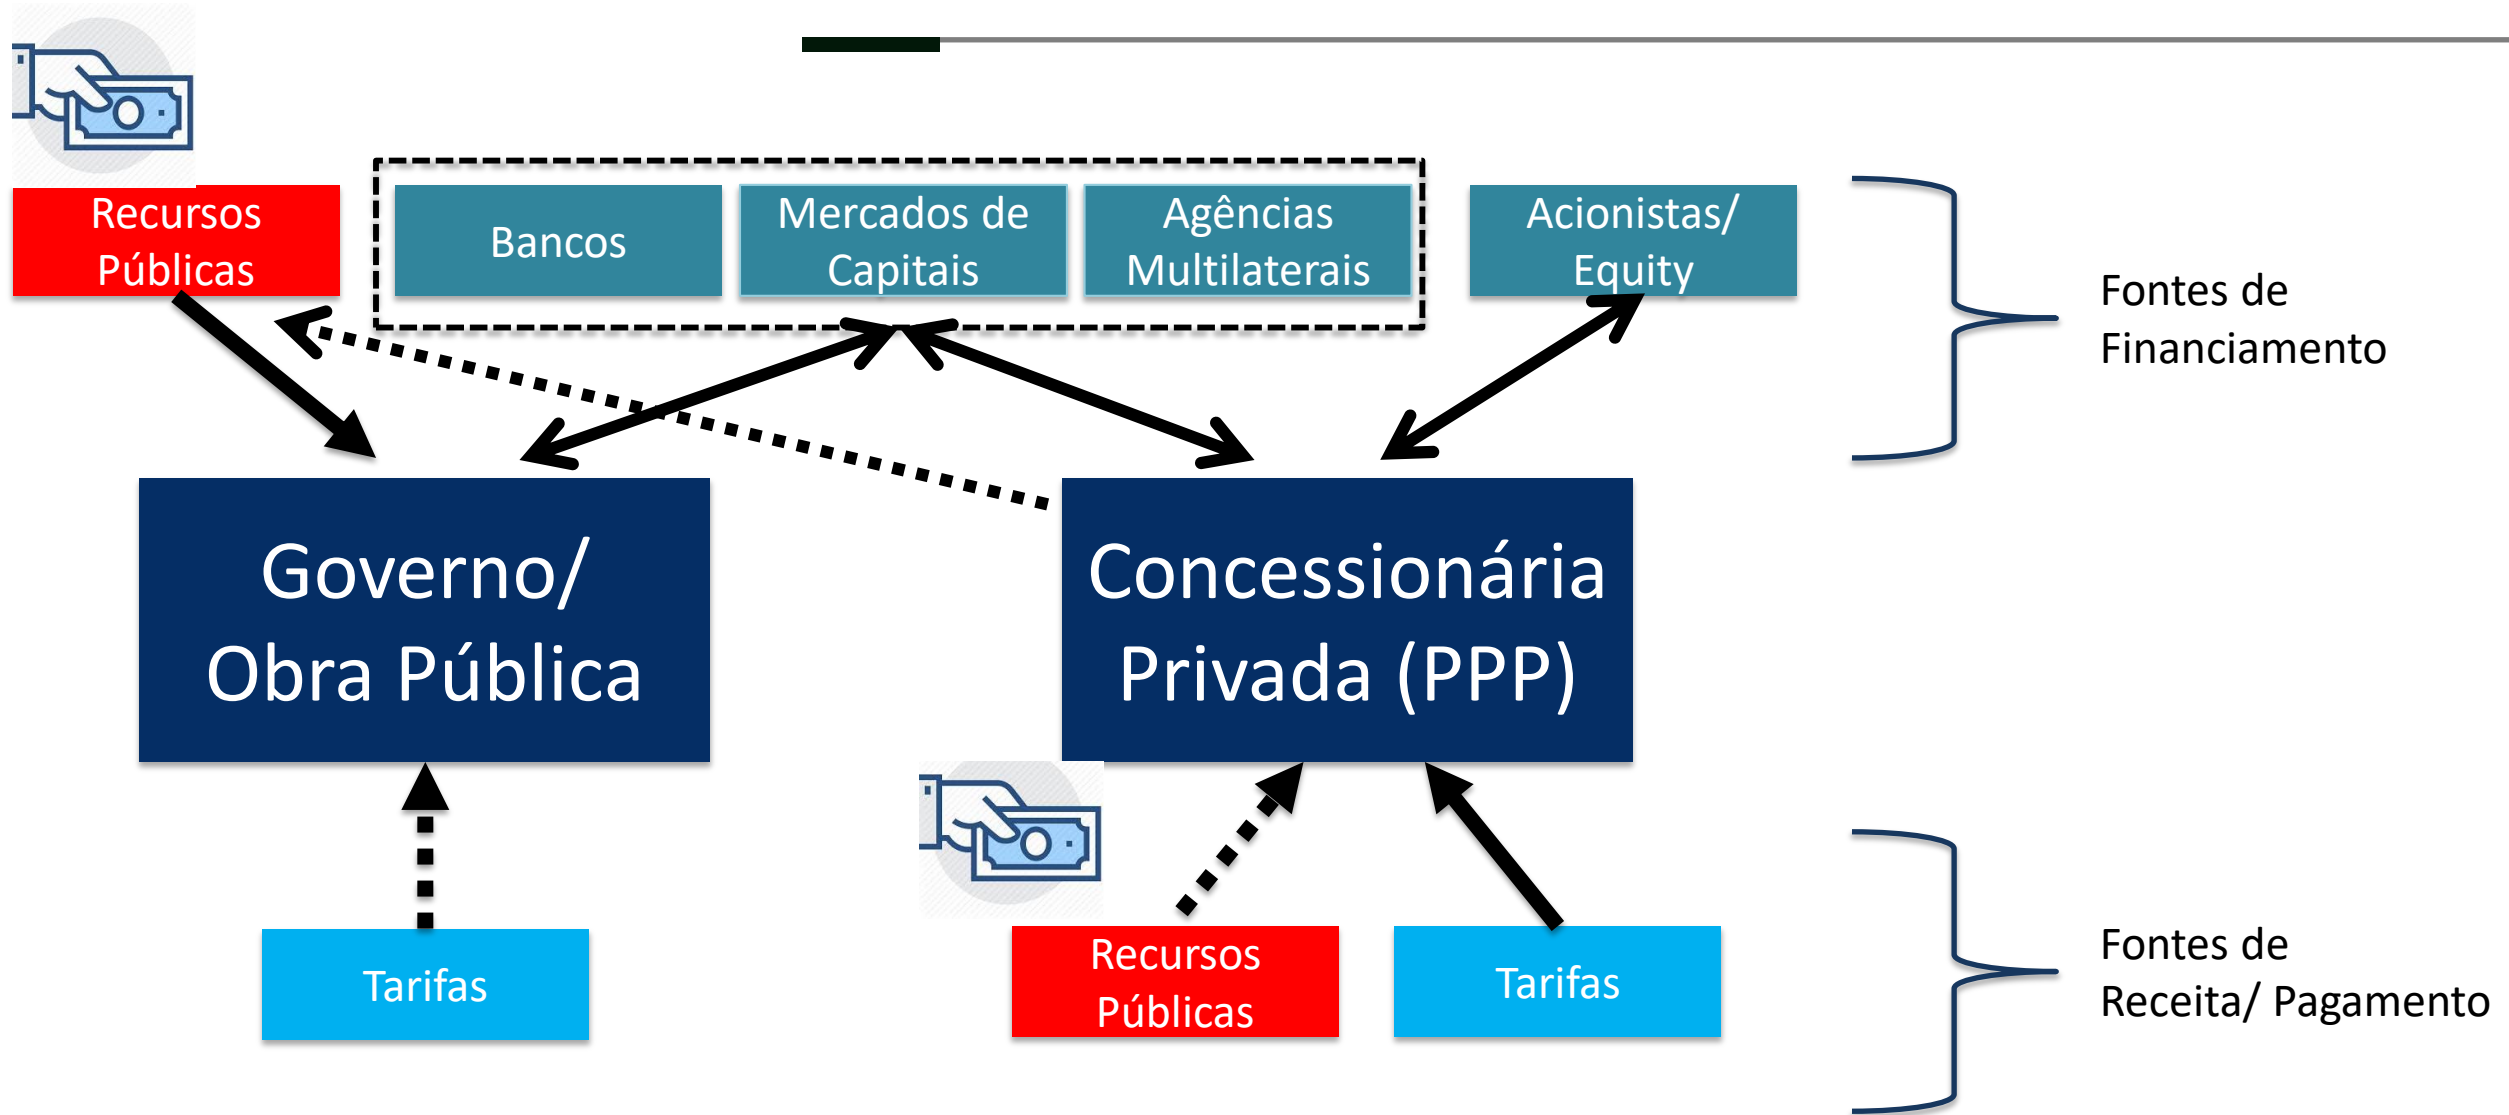 Recursos
Públicas
Bancos
Mercados de
Capitais
Agências
Multilaterais
Acionistas/
Equity
Fontes de
Financiamento
Governo/
Obra Pública
Concessionária
Privada (PPP)
Tarifas
Recursos
Públicas
Tarifas
Fontes de
Receita/ Pagamento